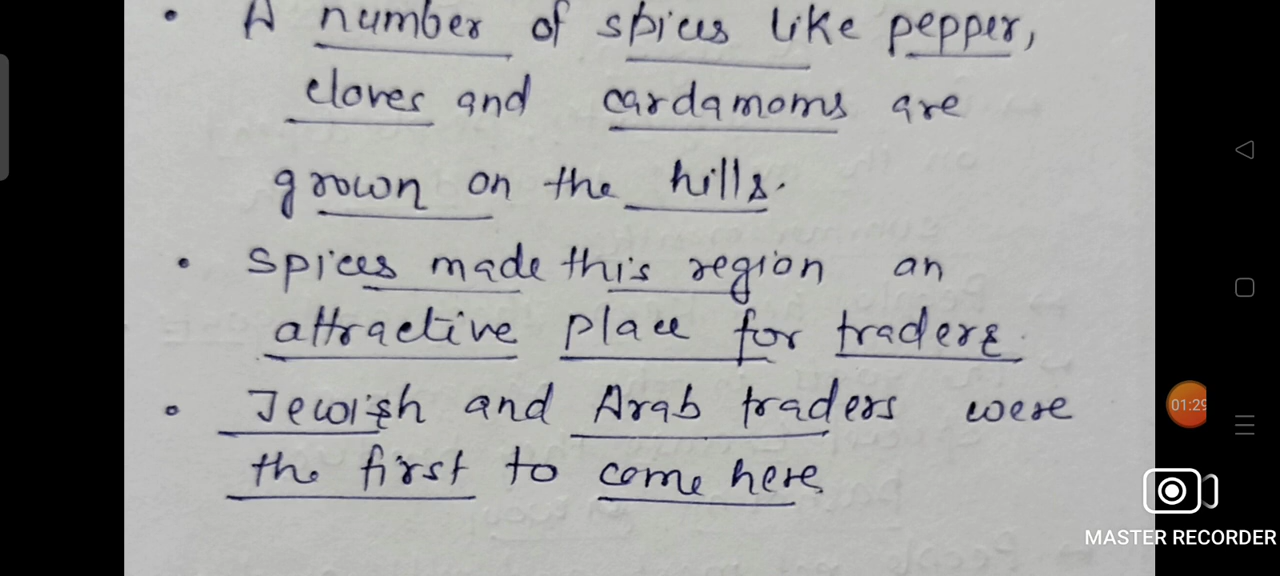 • A number of spices like pepper,
cloves and cardamoms are
grown on the hills.
• Spices made this region an
attractive place for traders.
• Jewish and Arab traders were
the first to come here.
01:29
MASTER RECORDER